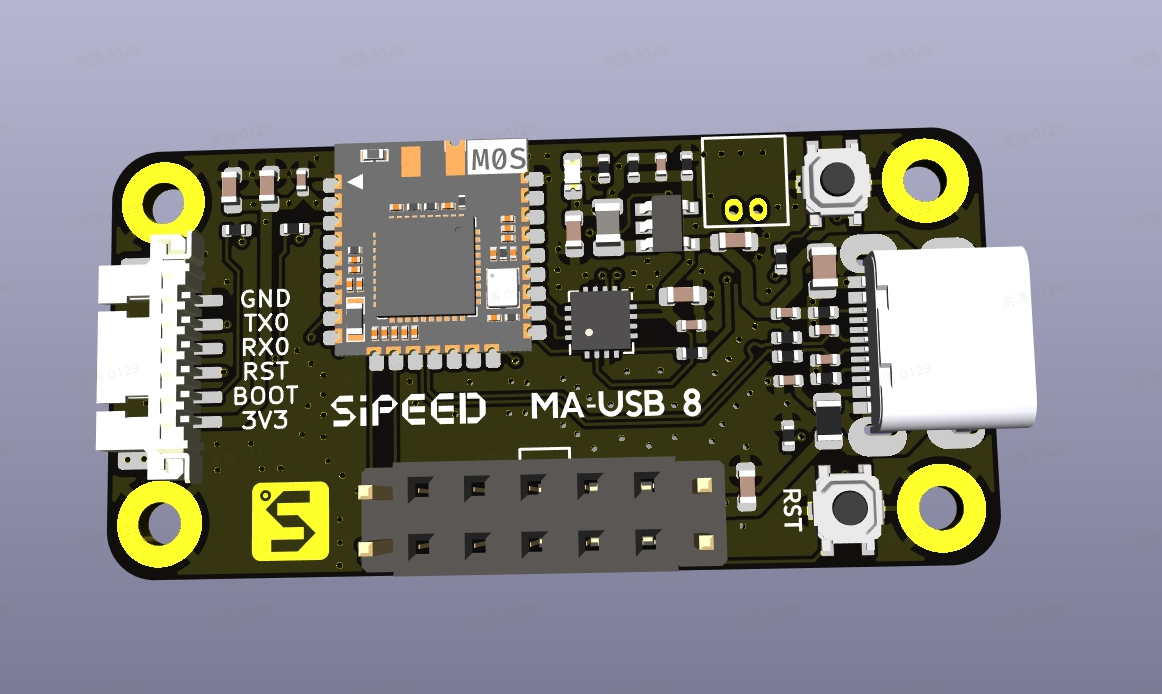 M0S
GND
TX0
RX0
RST
BOOT
3V3
SiPEED
MA-USB 8
RST